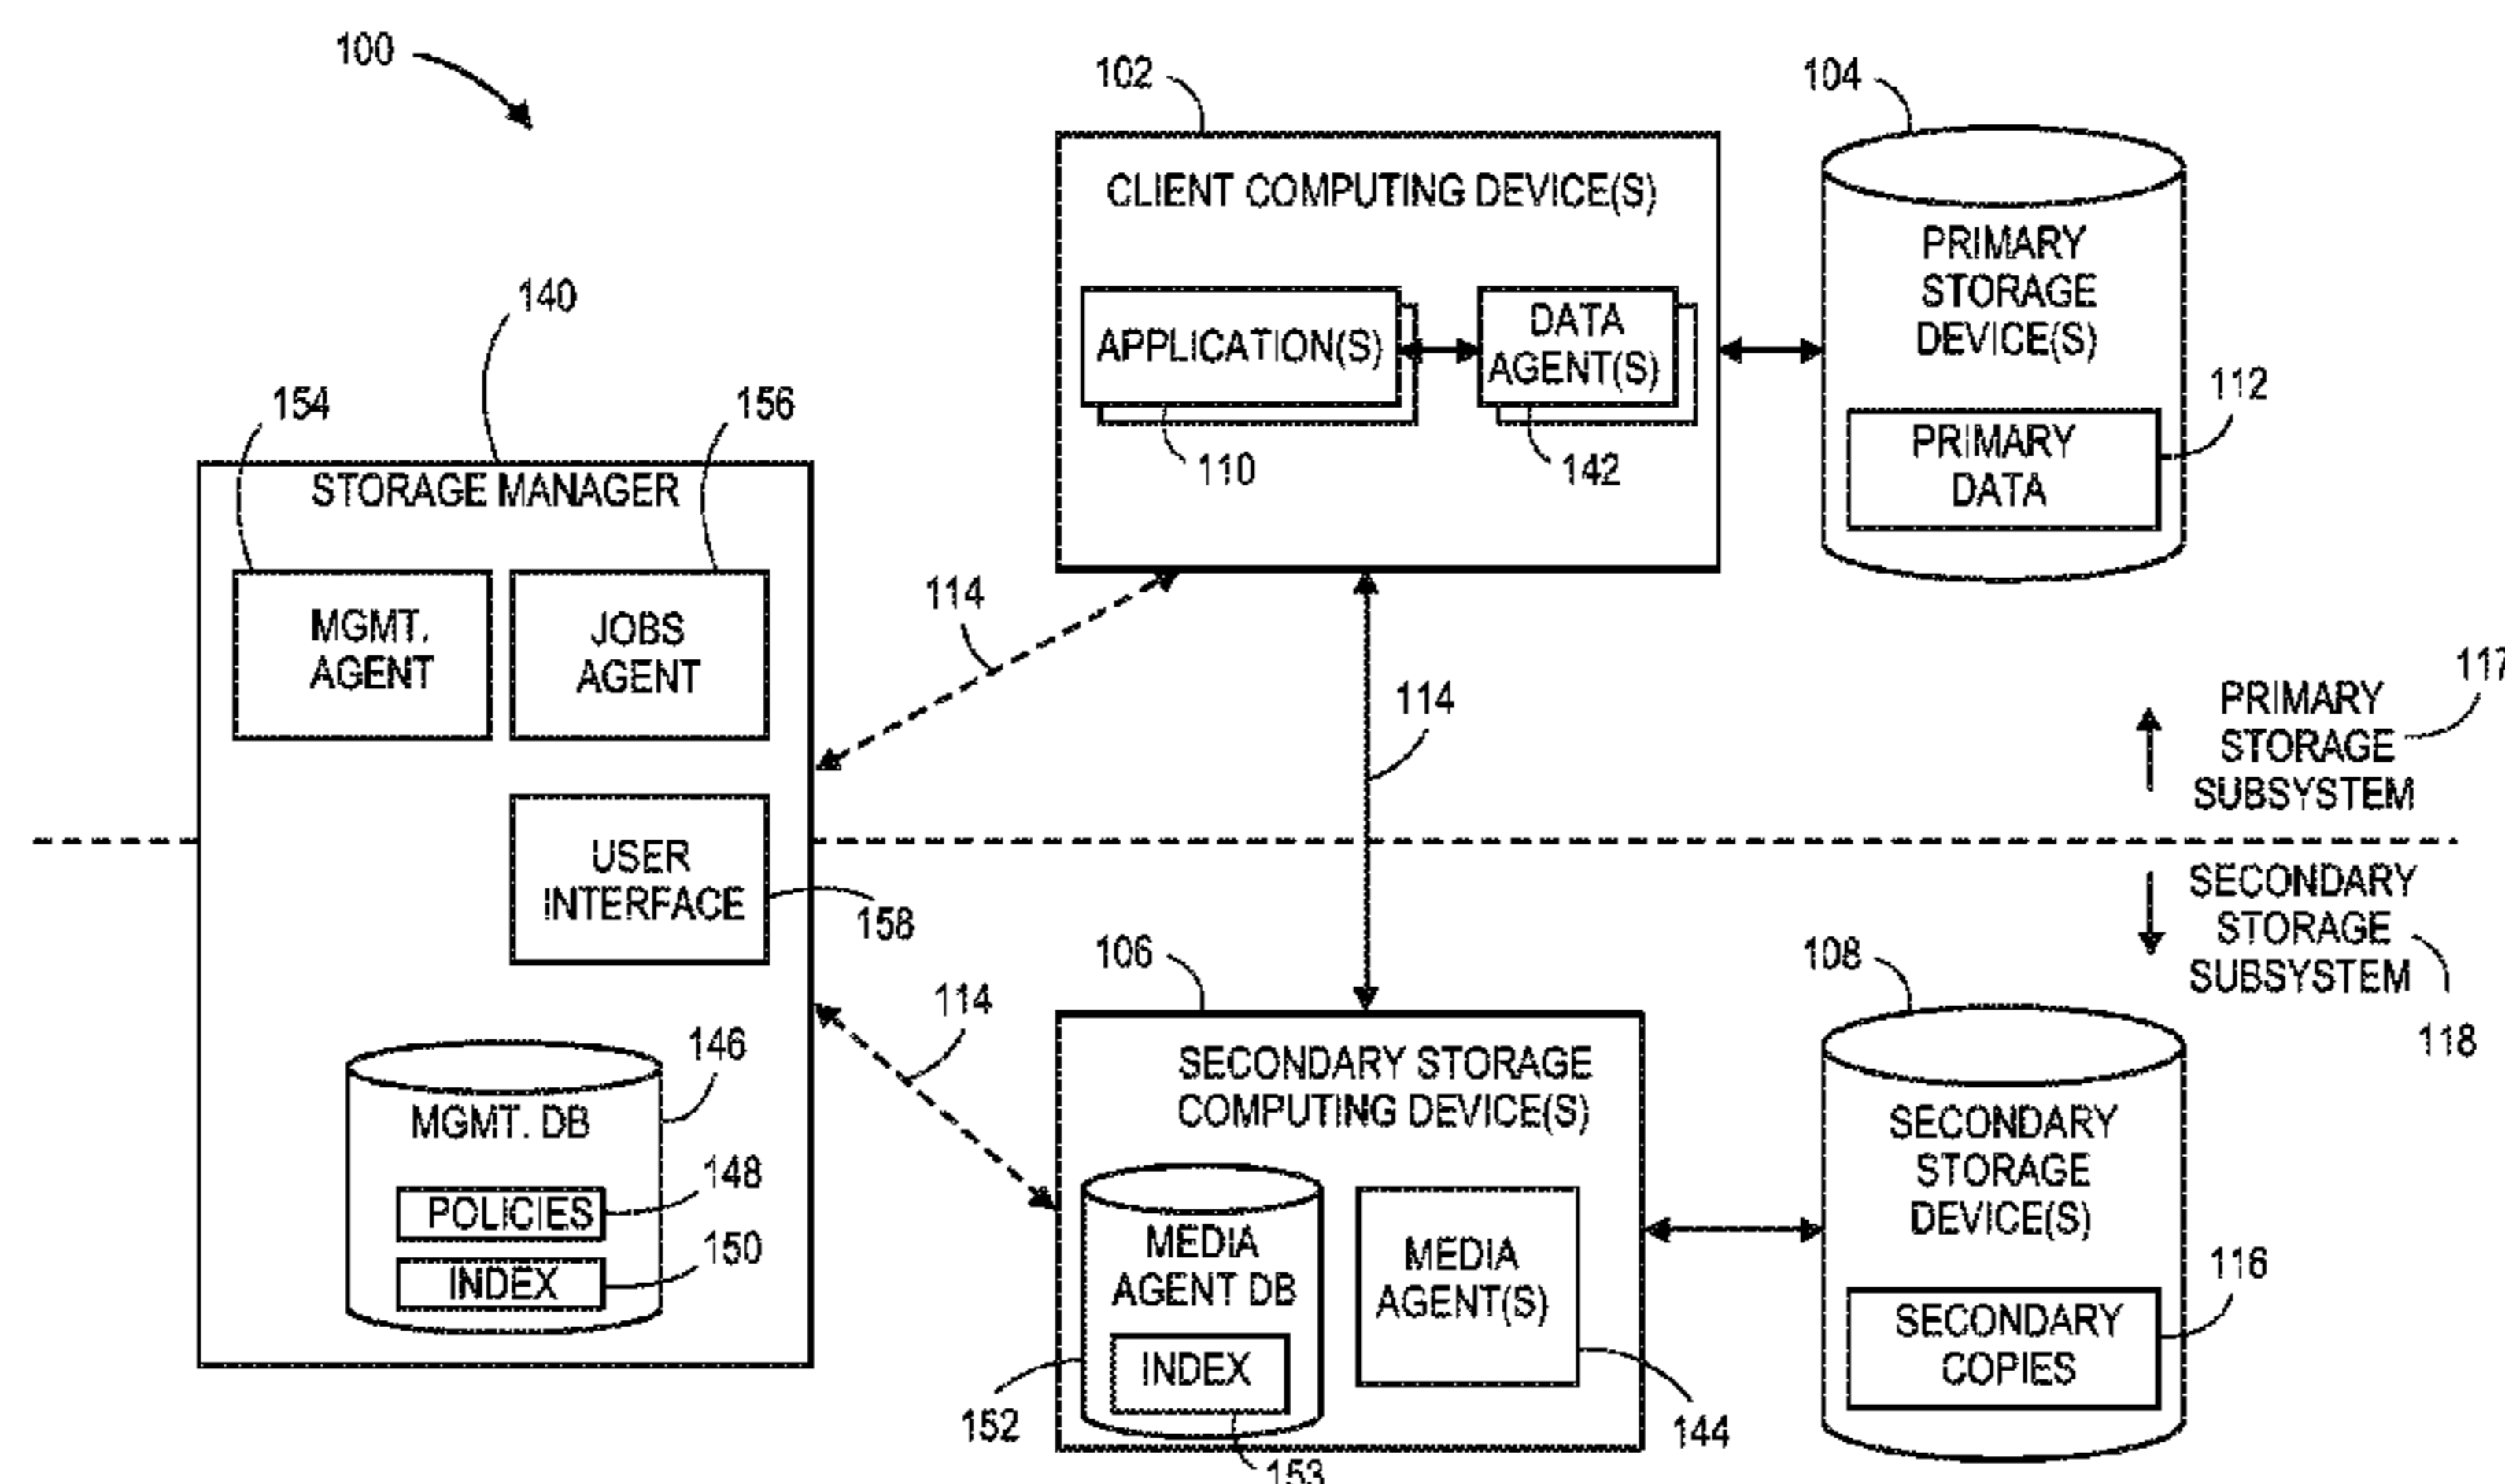 100
102
104
CLIENT COMPUTING DEVICE(S)
PRIMARY
STORAGE
DEVICE(S)
140
APPLICATION(S)
DATA
AGENT(S)
112
154
156
PRIMARY
DATA
110
142
STORAGE MANAGER
114
MGMT.
AGENT
JOBS
AGENT
117
PRIMARY
STORAGE
SUBSYSTEM
114
USER
INTERFACE
158
SECONDARY
STORAGE
SUBSYSTEM
106
108
114
118
146
SECONDARY STORAGE
COMPUTING DEVICE(S)
MGMT. DB
SECONDARY
STORAGE
DEVICE(S)
148
POLICIES
150
INDEX
MEDIA
AGENT DB
MEDIA
AGENT(S)
116
SECONDARY
COPIES
INDEX
152
144
153